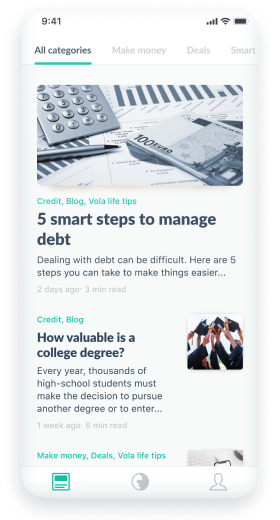 9:41
All categories Make money Deals Smart
100 EURO
Credit, Blog, Vola life tips
5 smart steps to manage
debt
Dealing with debt can be difficult. Here are 5
steps you can take to make things easier...
2 days ago· 3 min read
Credit, Blog
How valuable is a
college degree?
Every year, thousands of
high-school students must
make the decision to pursue
another degree or to enter...
1 week ago· 6 min read
Make money, Deals, Vola life tips